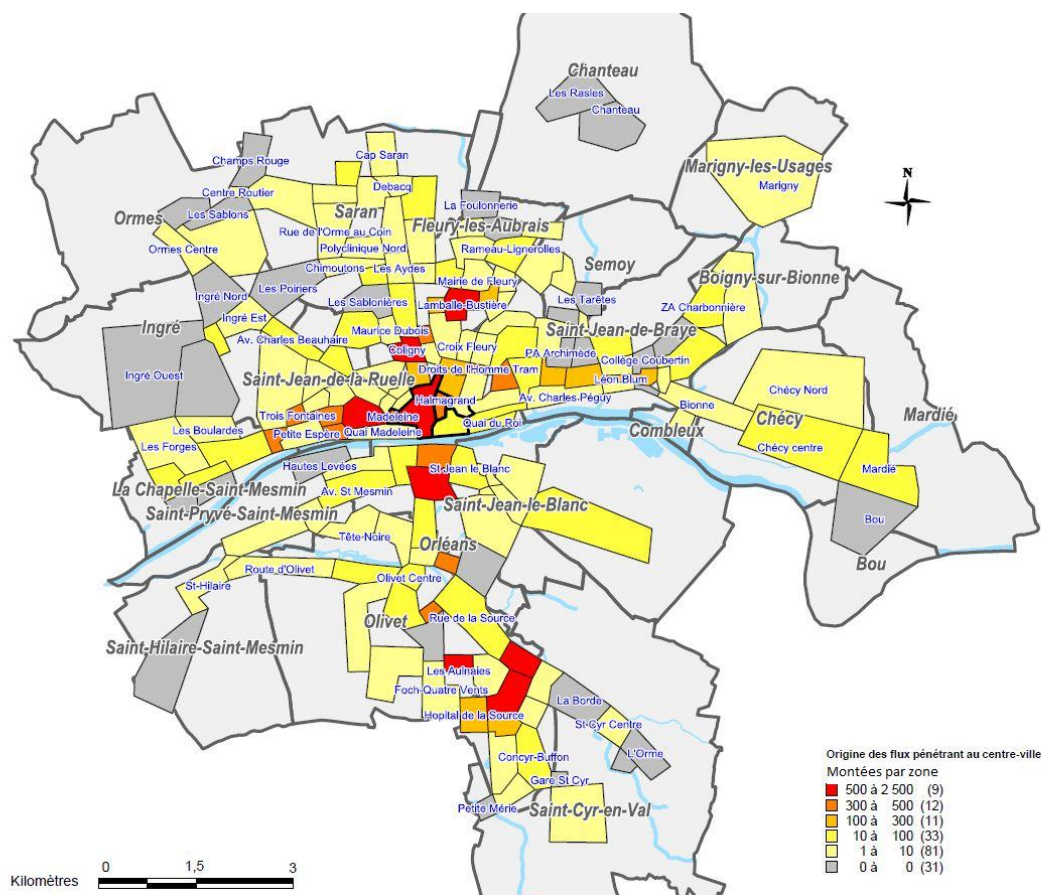 Chanteau
Les Rasles
Chanteau
Cap Saran
Champs Rouge
Marigny-les-Usages
Marigny
N
Debacq
Centre Routier
La Foulonnerie
Ormes
Les Sablons
Saran
Fleury-les-Aubrais
Rue de l'Orme au Coin
Ormes Centre
Polyclinique Nord
Rameau-Lignerolles
Semoy
Chimoutons
Les Aydes
Boigny-sur-Bionne
Mairie de Fleury
Les Poiriers
Ingré Nord
Les Sablonières
Lamballe-Bustière
Les Tarêtes
ZA Charbonnière
Ingré
Ingré Est
Maurice Dubois
Saint-Jean-de-Braye
Av. Charles Beauhaire
Croix Fleury
Coligny
PA Archimède
Collège Coubertin
Ingré Ouest
Saint-Jean-de-la-Ruelle
Droits de l'Homme Tram
Léon Blum
Chécy Nord
Halmagrand
Av. Charles Péguy
Bionne
Trois Fontaines
Madeleine
Chécy
Mardié
Les Boulardes
Petite Espère
Quai Madeleine
Quai du Roi
Combleux
Les Forges
Chécy centre
Hautes Levées
St Jean le Blanc
Mardié
La Chapelle-Saint-Mesmin
Av. St Mesmin
Saint-Jean-le-Blanc
Saint-Pryvé-Saint-Mesmin
Bou
Tête-Noire
Orléans
Bou
Route d'Olivet
Olivet Centre
St-Hilaire
Rue de la Source
Olivet
Saint-Hilaire-Saint-Mesmin
Les Aulnaies
Foch-Quatre Vents
La Borde
Hopital de la Source
St-Cyr Centre
L'Orme
Concyr-Buffon
Gare St Cyr
Petite Mérie
Saint-Cyr-en-Val
Origine des flux pénétrant au centre-ville
Montées par zone
500 à 2 500 (9)
300 à 500 (12)
100 à 300 (11)
10 à 100 (33)
1 à 10 (81)
0 à 0 (31)
Kilomètres
0 1,5 3